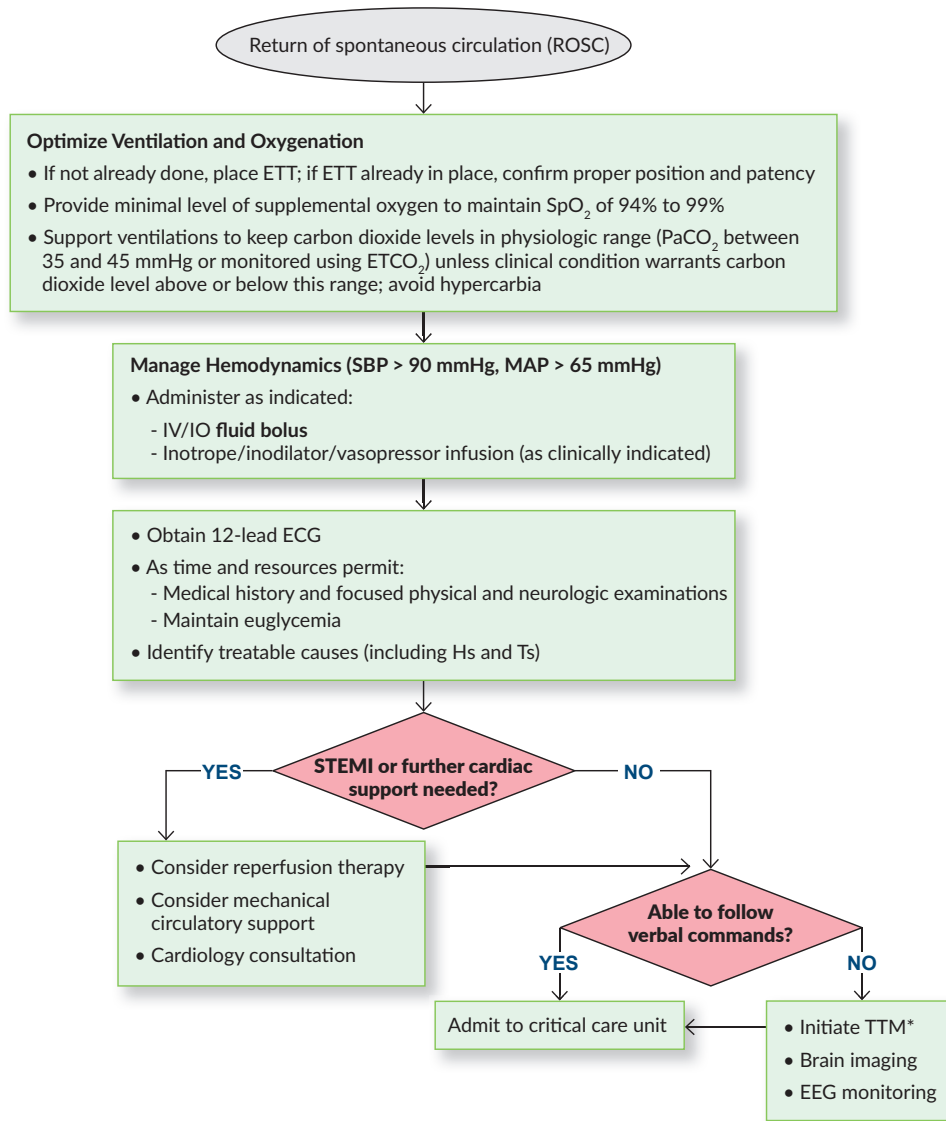 Return of spontaneous circulation (ROSC)
Optimize Ventilation and Oxygenation
• If not already done, place ETT; if ETT already in place, confirm proper position and patency
• Provide minimal level of supplemental oxygen to maintain SpO₂ of 94% to 99%
• Support ventilations to keep carbon dioxide levels in physiologic range (PaCO₂ between
35 and 45 mmHg or monitored using ETCO₂) unless clinical condition warrants carbon
dioxide level above or below this range; avoid hypercarbia
Manage Hemodynamics (SBP > 90 mmHg, MAP > 65 mmHg)
• Administer as indicated:
- IV/IO fluid bolus
- Inotrope/inodilator/vasopressor infusion (as clinically indicated)
• Obtain 12-lead ECG
• As time and resources permit:
- Medical history and focused physical and neurologic examinations
- Maintain euglycemia
• Identify treatable causes (including Hs and Ts)
STEMI or further cardiac
support needed?
YES
NO
• Consider reperfusion therapy
• Consider mechanical
circulatory support
• Cardiology consultation
Able to follow
verbal commands?
YES
NO
Admit to critical care unit
• Initiate TTM*
• Brain imaging
• EEG monitoring